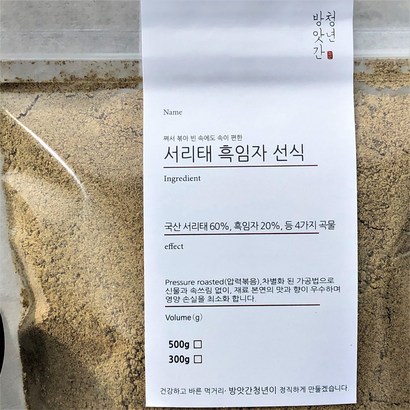 청년
방앗간
Name
쪄서 볶아 빈 속에도 속이 편한
서리태 흑임자 선식
Ingredient
국산 서리태 60%, 흑임자 20%, 등 4가지 곡물
effect
Pressure roasted(압력볶음),차별화 된 가공법으로
신물과 속쓰림 없이, 재료 본연의 맛과 향이 우수하며
영양 손실을 최소화 합니다.
Volume(g)
500g □
300g □
건강하고 바른 먹거리· 방앗간청년이 정직하게 만들겠습니다.